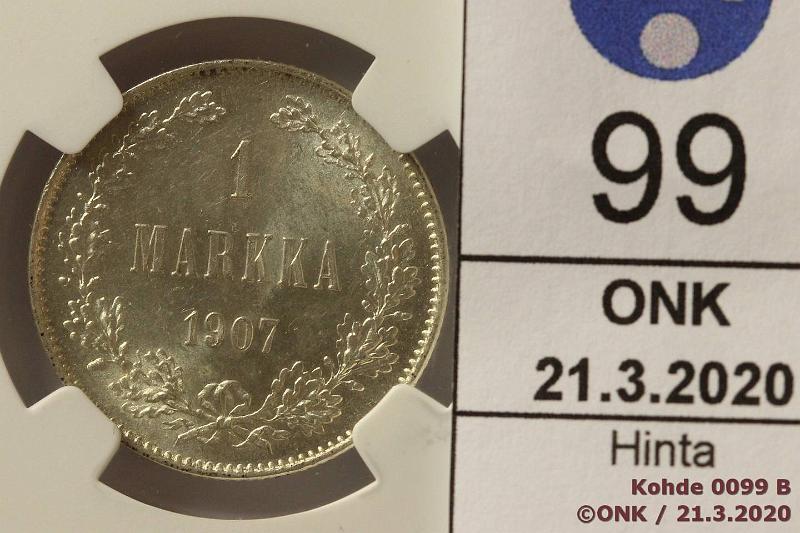 1
MARKKA
1907
99
ONK
21.3.2020
Hinta
Kohde 0099 B
©ONK / 21.3.2020